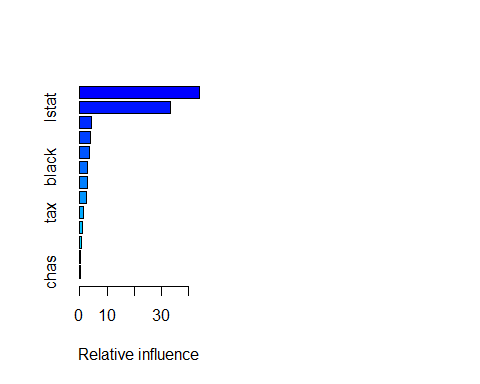 lstat
black
tax
chas
0 10 30
Relative influence